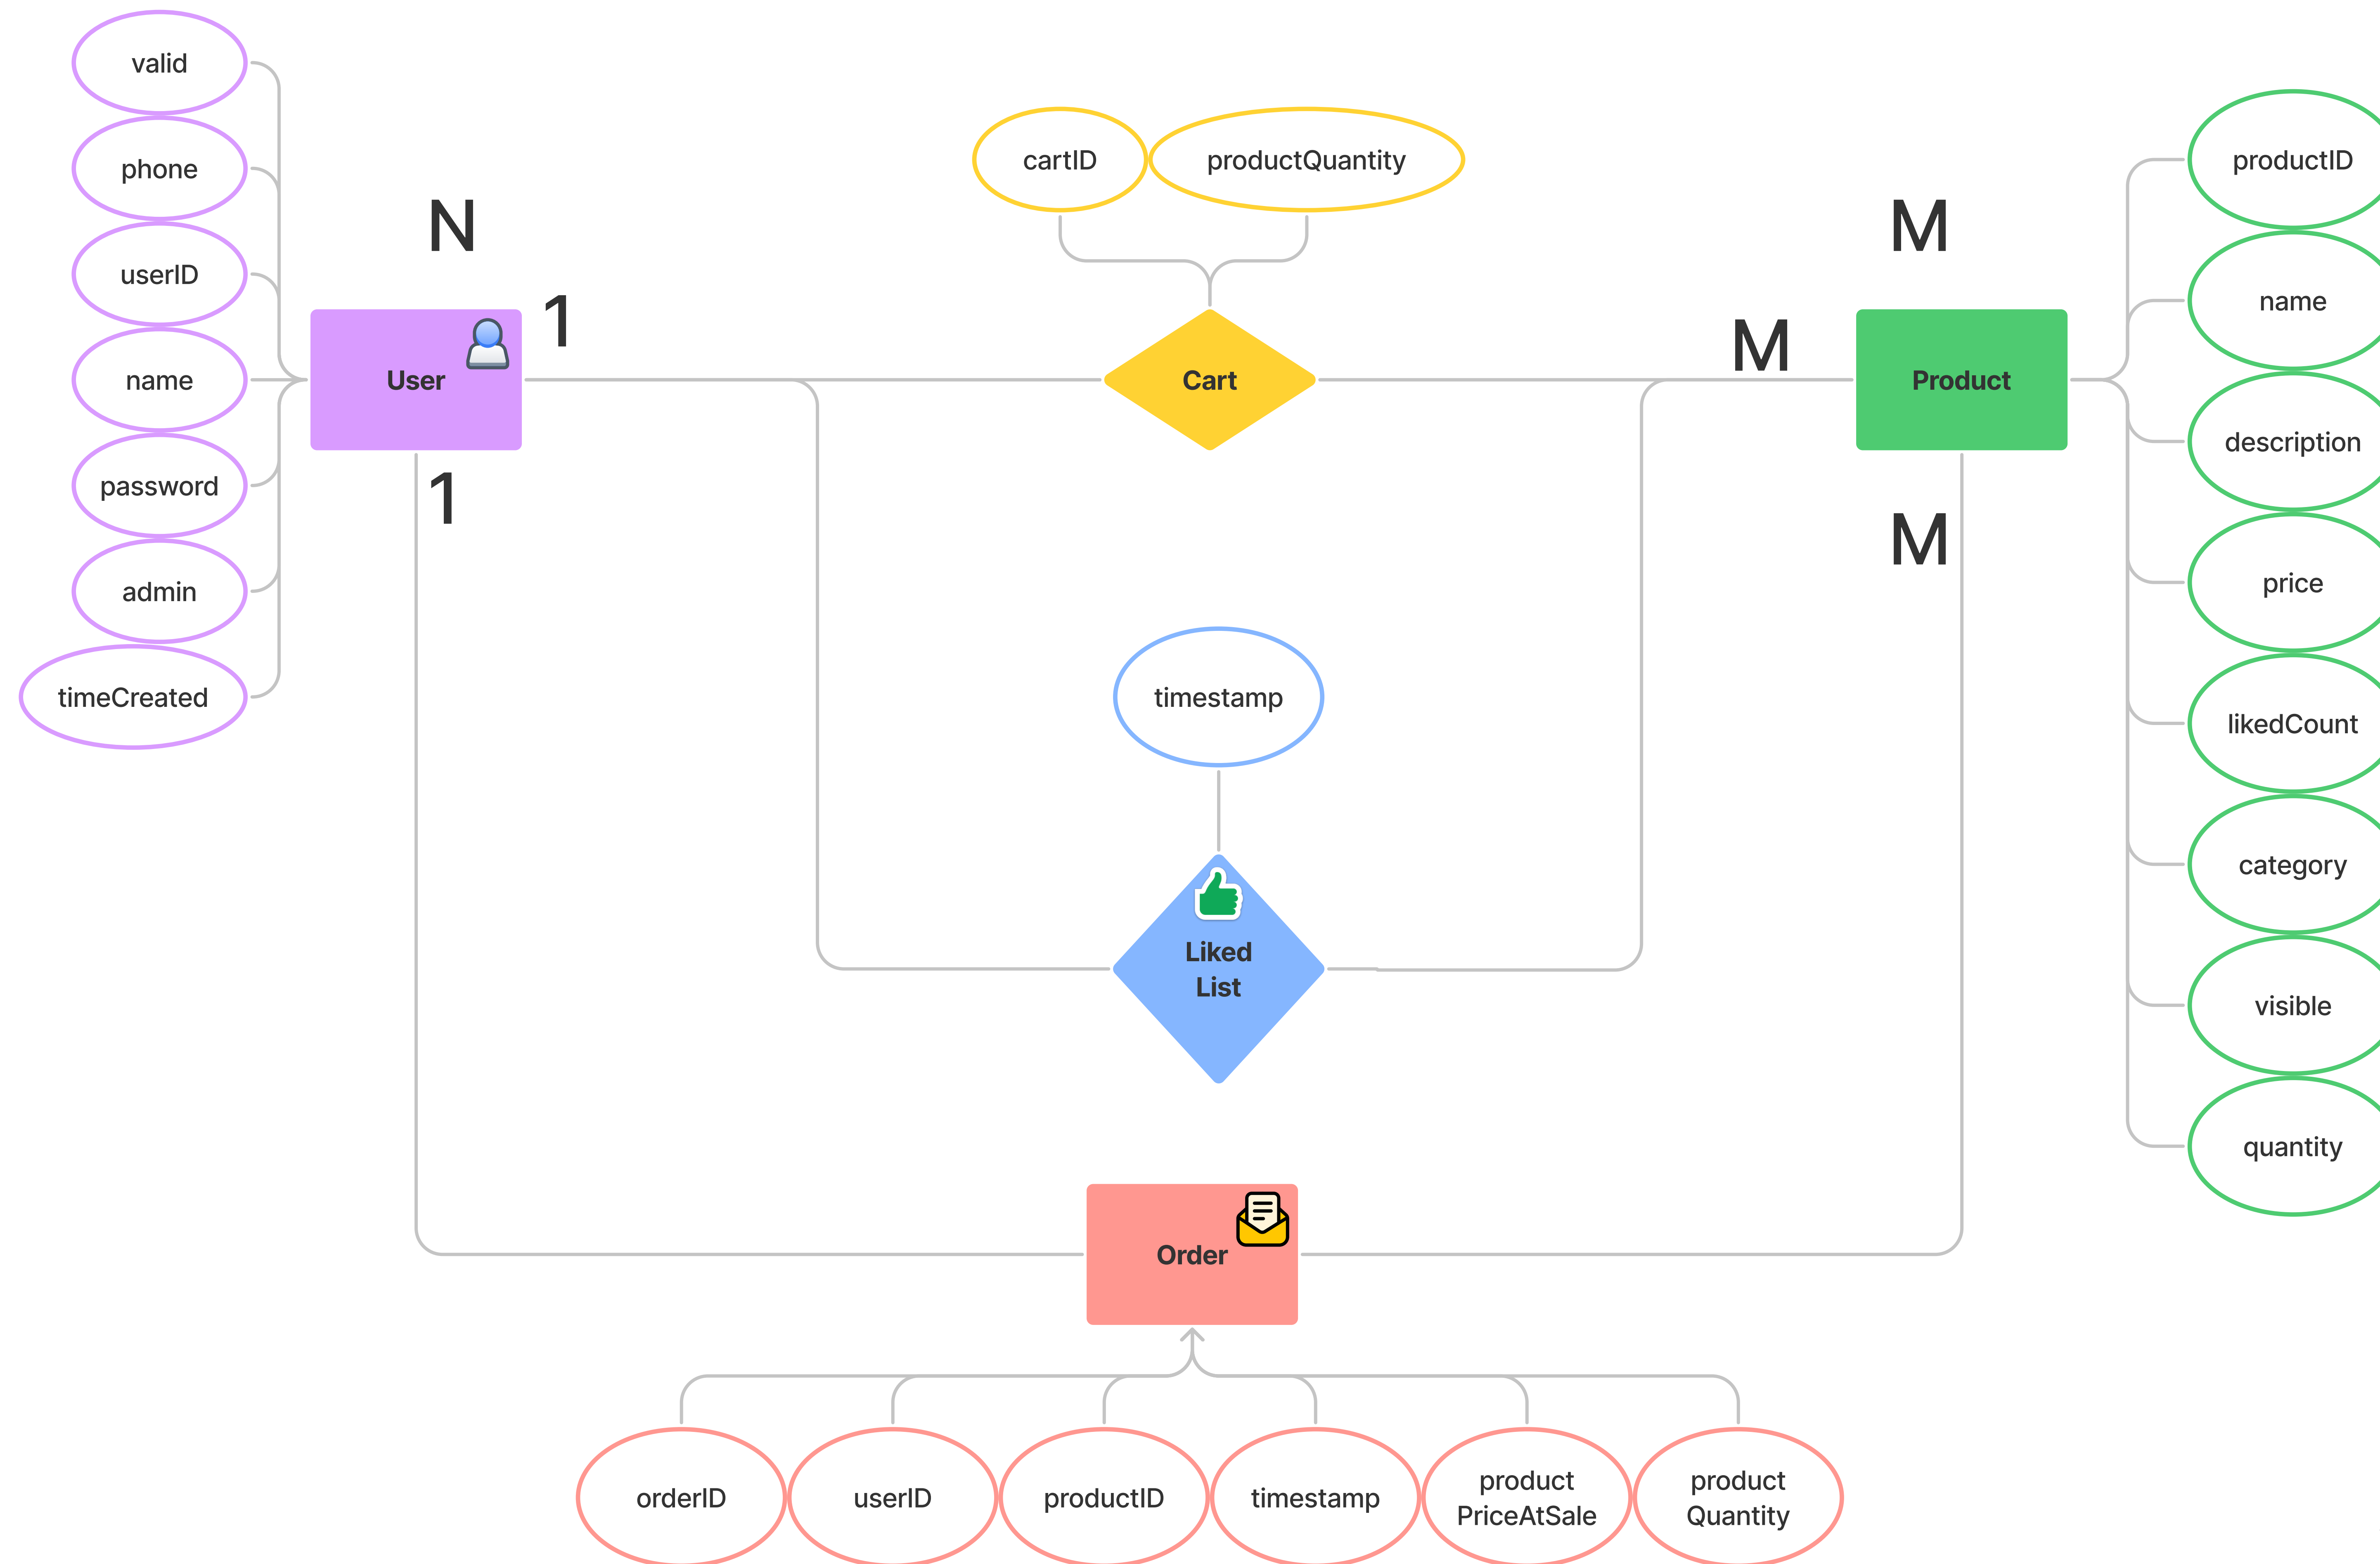 valid
phone
userID
name
password
admin
timeCreated
N
1
User
1
cartID
productQuantity
Cart
timestamp
Liked
List
M
M
Product
M
productID
name
description
price
likedCount
category
visible
quantity
Order
orderID
userID
productID
timestamp
product
PriceAtSale
product
Quantity